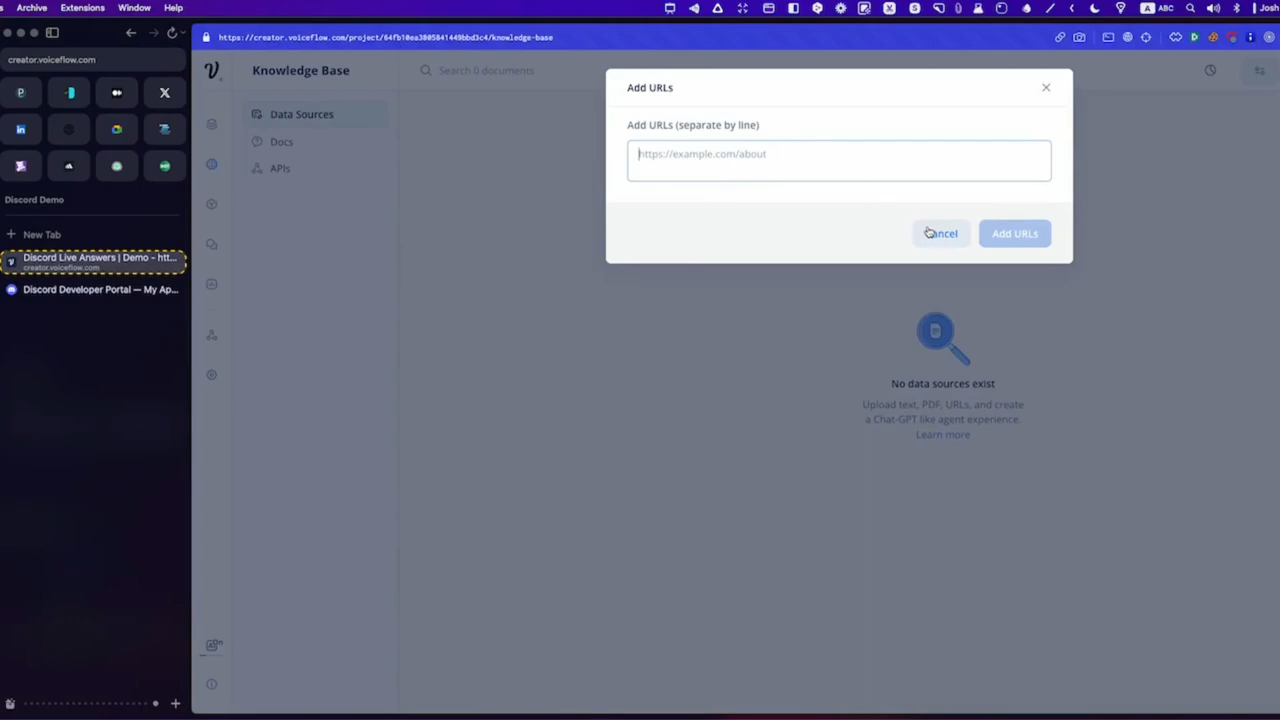 Archive Extensions Window Help
ABC
Josh
https://creator.voiceflow.com/project/64fb10ea3805841449bbd3c4/knowledge-base
creator.voiceflow.com
Discord Demo
New Tab
Discord Live Answers | Demo - htt...
creator.voiceflow.com
Discord Developer Portal — My Ap...
Knowledge Base
Search 0 documents
Data Sources
Docs
APIs
Add URLs
Add URLs (separate by line)
https://example.com/about
Cancel
Add URLs
No data sources exist
Upload text, PDF, URLs, and create
a Chat-GPT like agent experience.
Learn more